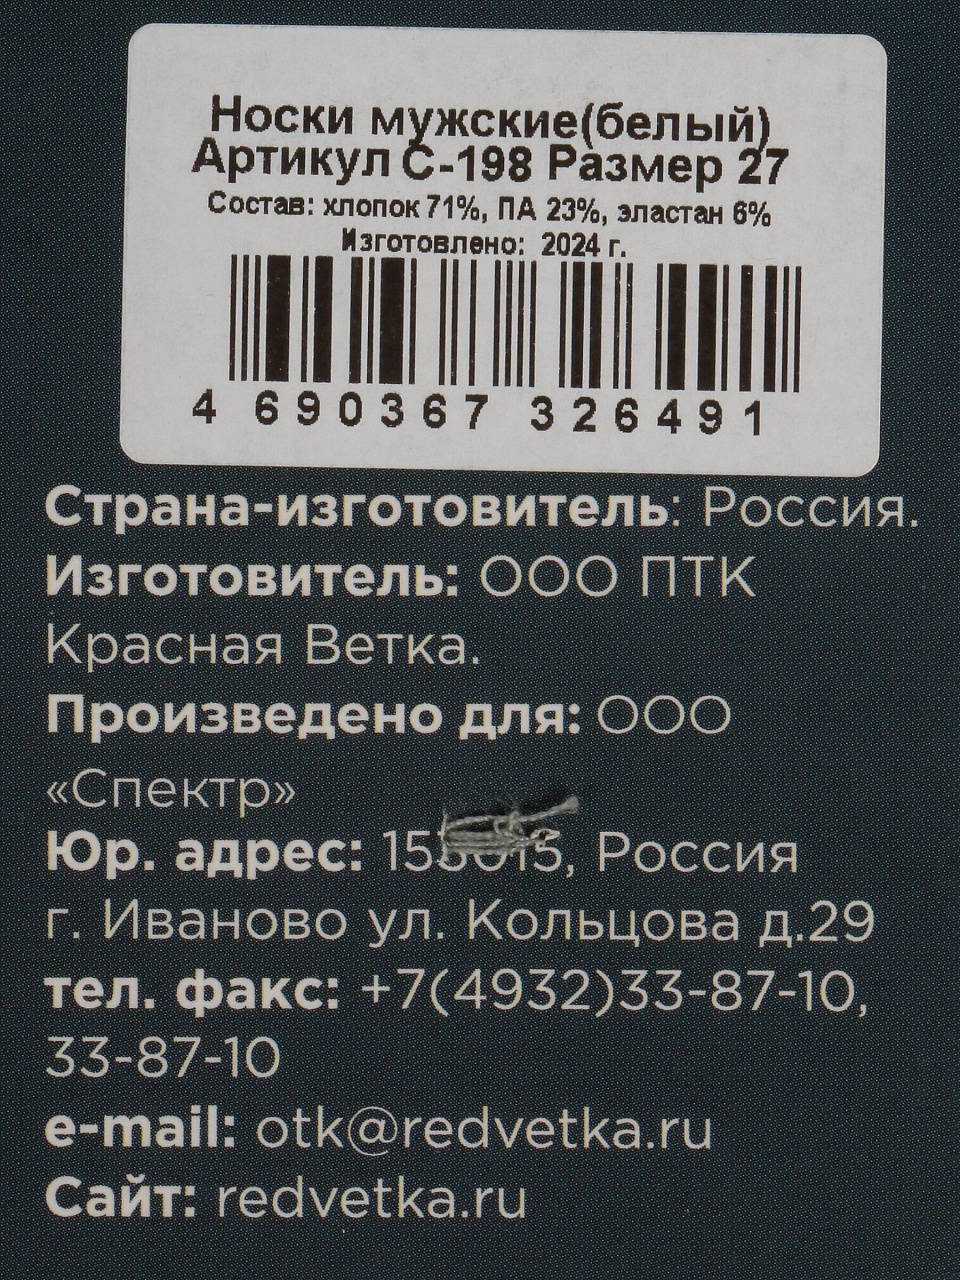 Носки мужские(белый)
Артикул С-198 Размер 27
Состав: хлопок 71%, ПА 23%, эластан 6%
Изготовлено: 2024 г.
4 690367 326491
Страна-изготовитель: Россия.
Изготовитель: ООО ПТК
Красная Ветка.
Произведено для: ООО
«Спектр»
Юр. адрес: Россия
г. Иваново ул. Кольцова д.29
тел. факс: +7(4932)33-87-10,
33-87-10
e-mail: otk@redvetka.ru
Сайт: redvetka.ru